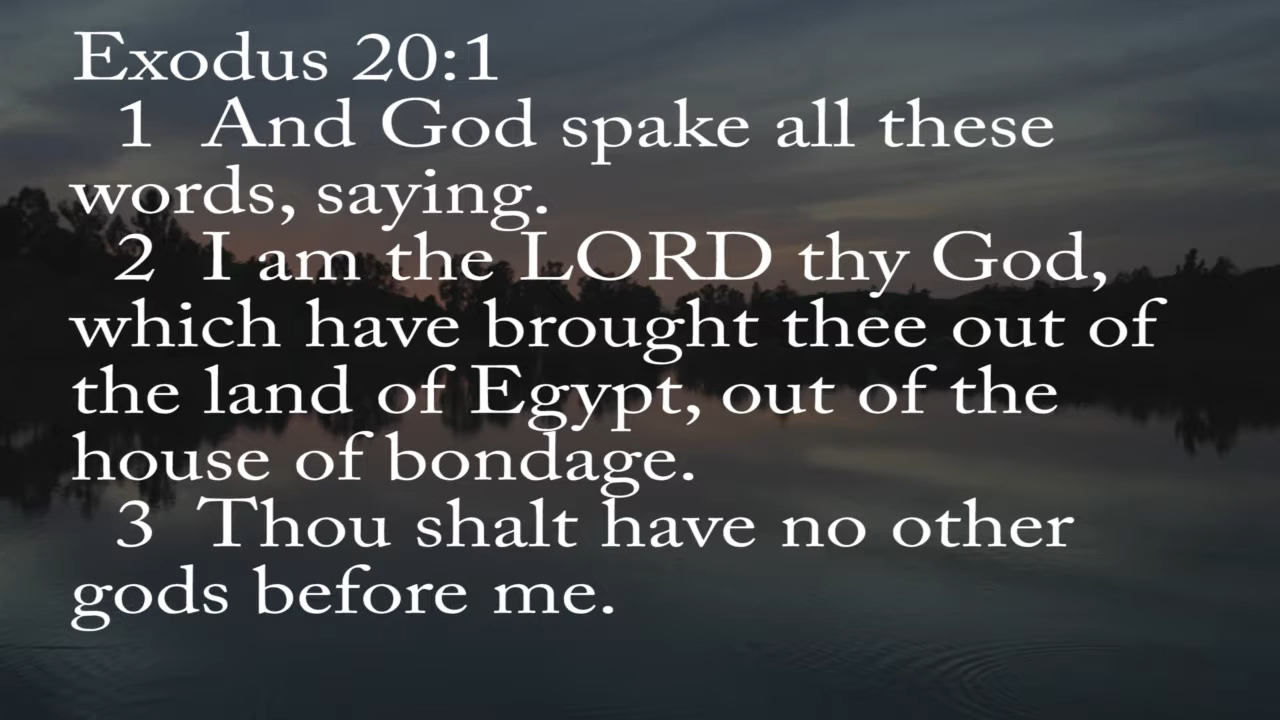 Exodus 20:1
1 And God spake all these
words, saying.
2 I am the LORD thy God,
which have brought thee out of
the land of Egypt, out of the
house of bondage.
3 Thou shalt have no other
gods before me.